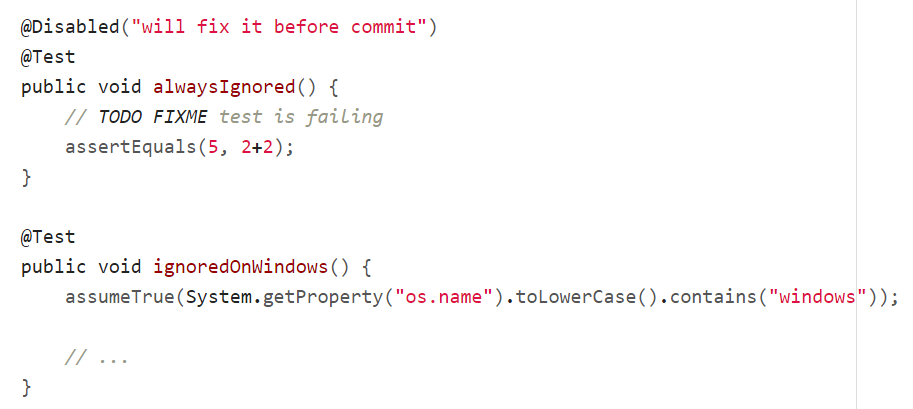 @Disabled("will fix it before commit")
@Test
public void alwaysIgnored() {
    // TODO FIXME test is failing
    assertEquals(5, 2+2);
}

@Test
public void ignoredOnWindows() {
    assumeTrue(System.getProperty("os.name").toLowerCase().contains("windows"));

    // ...
}